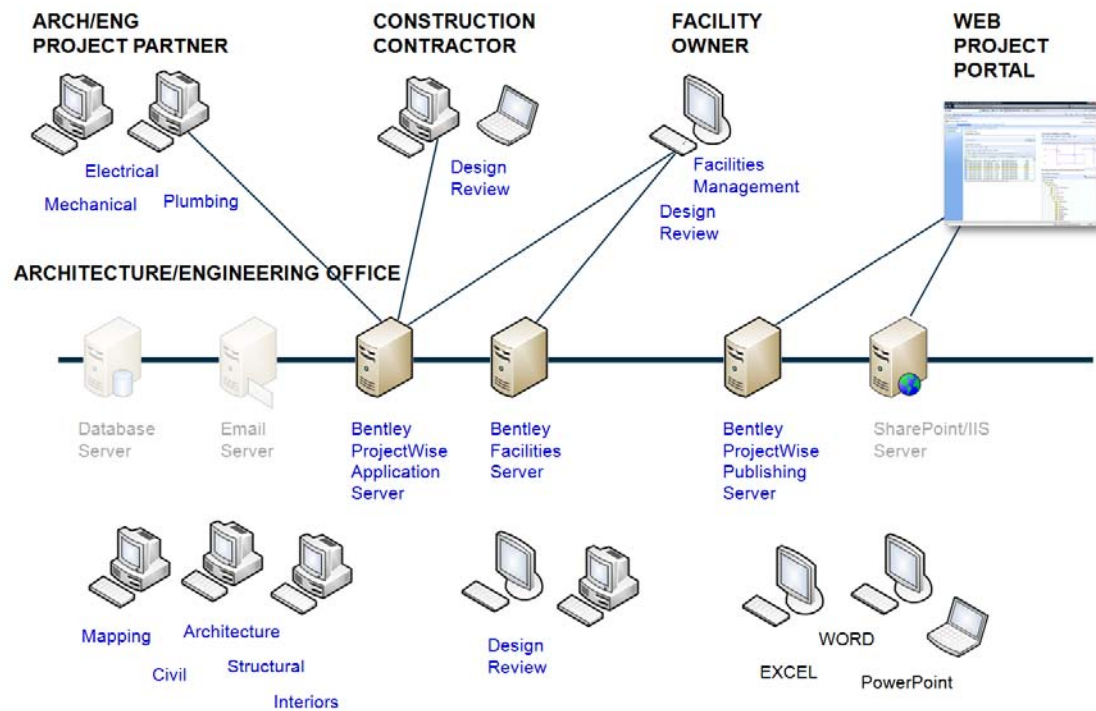 ARCH/ENG
PROJECT PARTNER
CONSTRUCTION
CONTRACTOR
FACILITY
OWNER
WEB
PROJECT
PORTAL
Electrical
Mechanical
Plumbing
Design
Review
Facilities
Management
Design
Review
ARCHITECTURE/ENGINEERING OFFICE
Database
Server
Email
Server
Bentley
ProjectWise
Application
Server
Bentley
Facilities
Server
Bentley
ProjectWise
Publishing
Server
SharePoint/IIS
Server
Mapping
Architecture
Civil
Structural
Interiors
Design
Review
WORD
EXCEL
PowerPoint